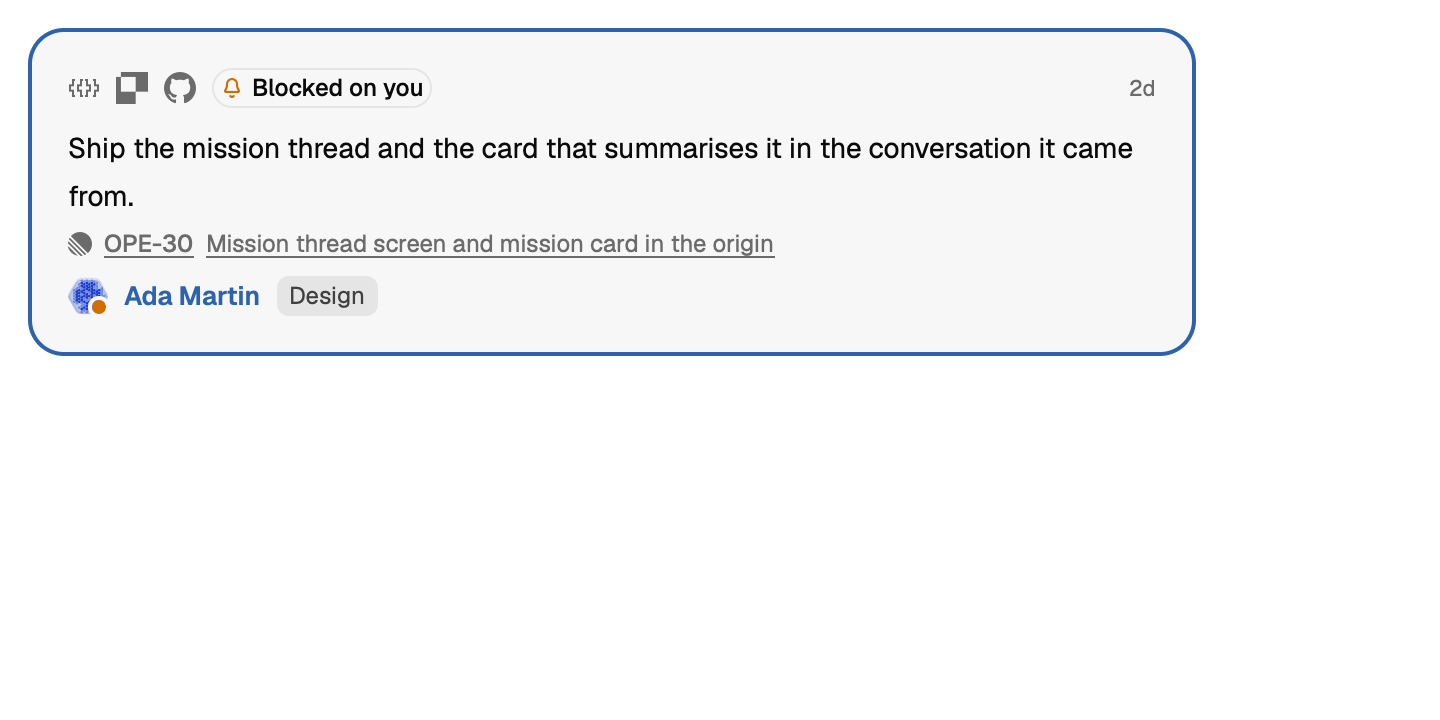 Blocked on you
2d
Ship the mission thread and the card that summarises it in the conversation it came
from.
OPE-30 Mission thread screen and mission card in the origin
Ada Martin Design